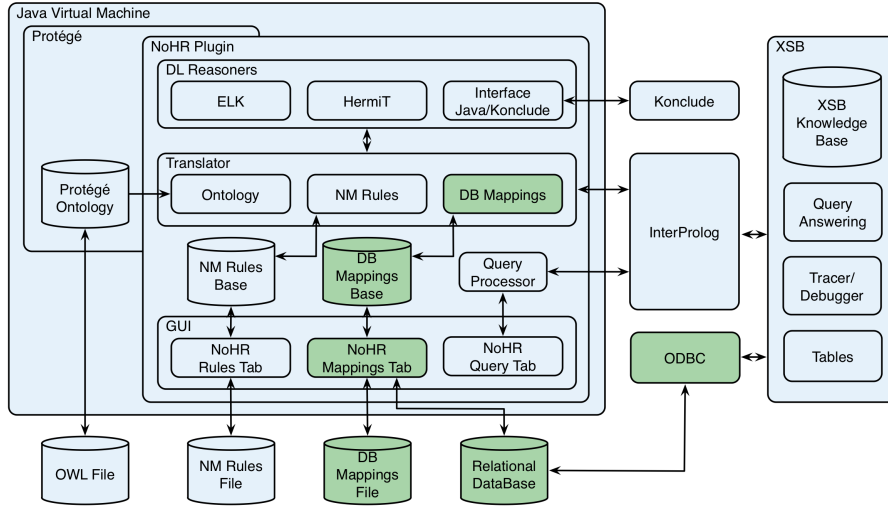 Java Virtual Machine
Protégé
NoHR Plugin
XSB
DL Reasoners
ELK
HermiT
Interface
Java/Konclude
Konclude
XSB
Knowledge
Base
Translator
Protégé
Ontology
Ontology
NM Rules
DB Mappings
InterProlog
Query
Answering
NM Rules
Base
DB
Mappings
Base
Query
Processor
Tracer/
Debugger
GUI
NoHR
Rules Tab
NoHR
Mappings Tab
NoHR
Query Tab
ODBC
Tables
OWL File
NM Rules
File
DB
Mappings
File
Relational
DataBase